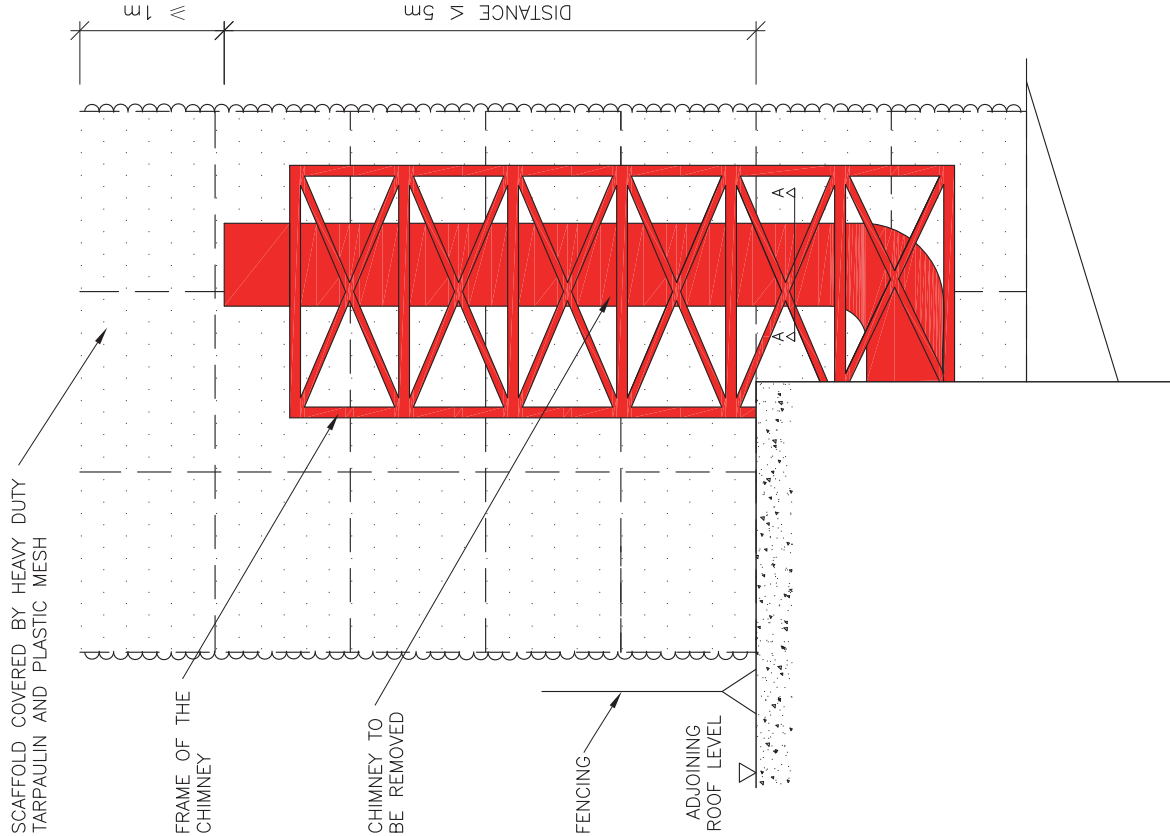 SCAFFOLD COVERED BY HEAVY DUTY
TARPAULIN AND PLASTIC MESH
FRAME OF THE
CHIMNEY
CHIMNEY TO
BE REMOVED
FENCING
ADJOINING
ROOF LEVEL
⩾ 1m
DISTANCE ⩽ 5m
A
A